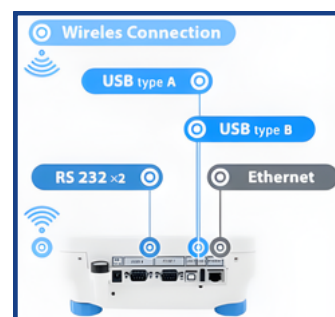 Wireles Connection
USB type A
USB type B
RS 232 ×2
Ethernet